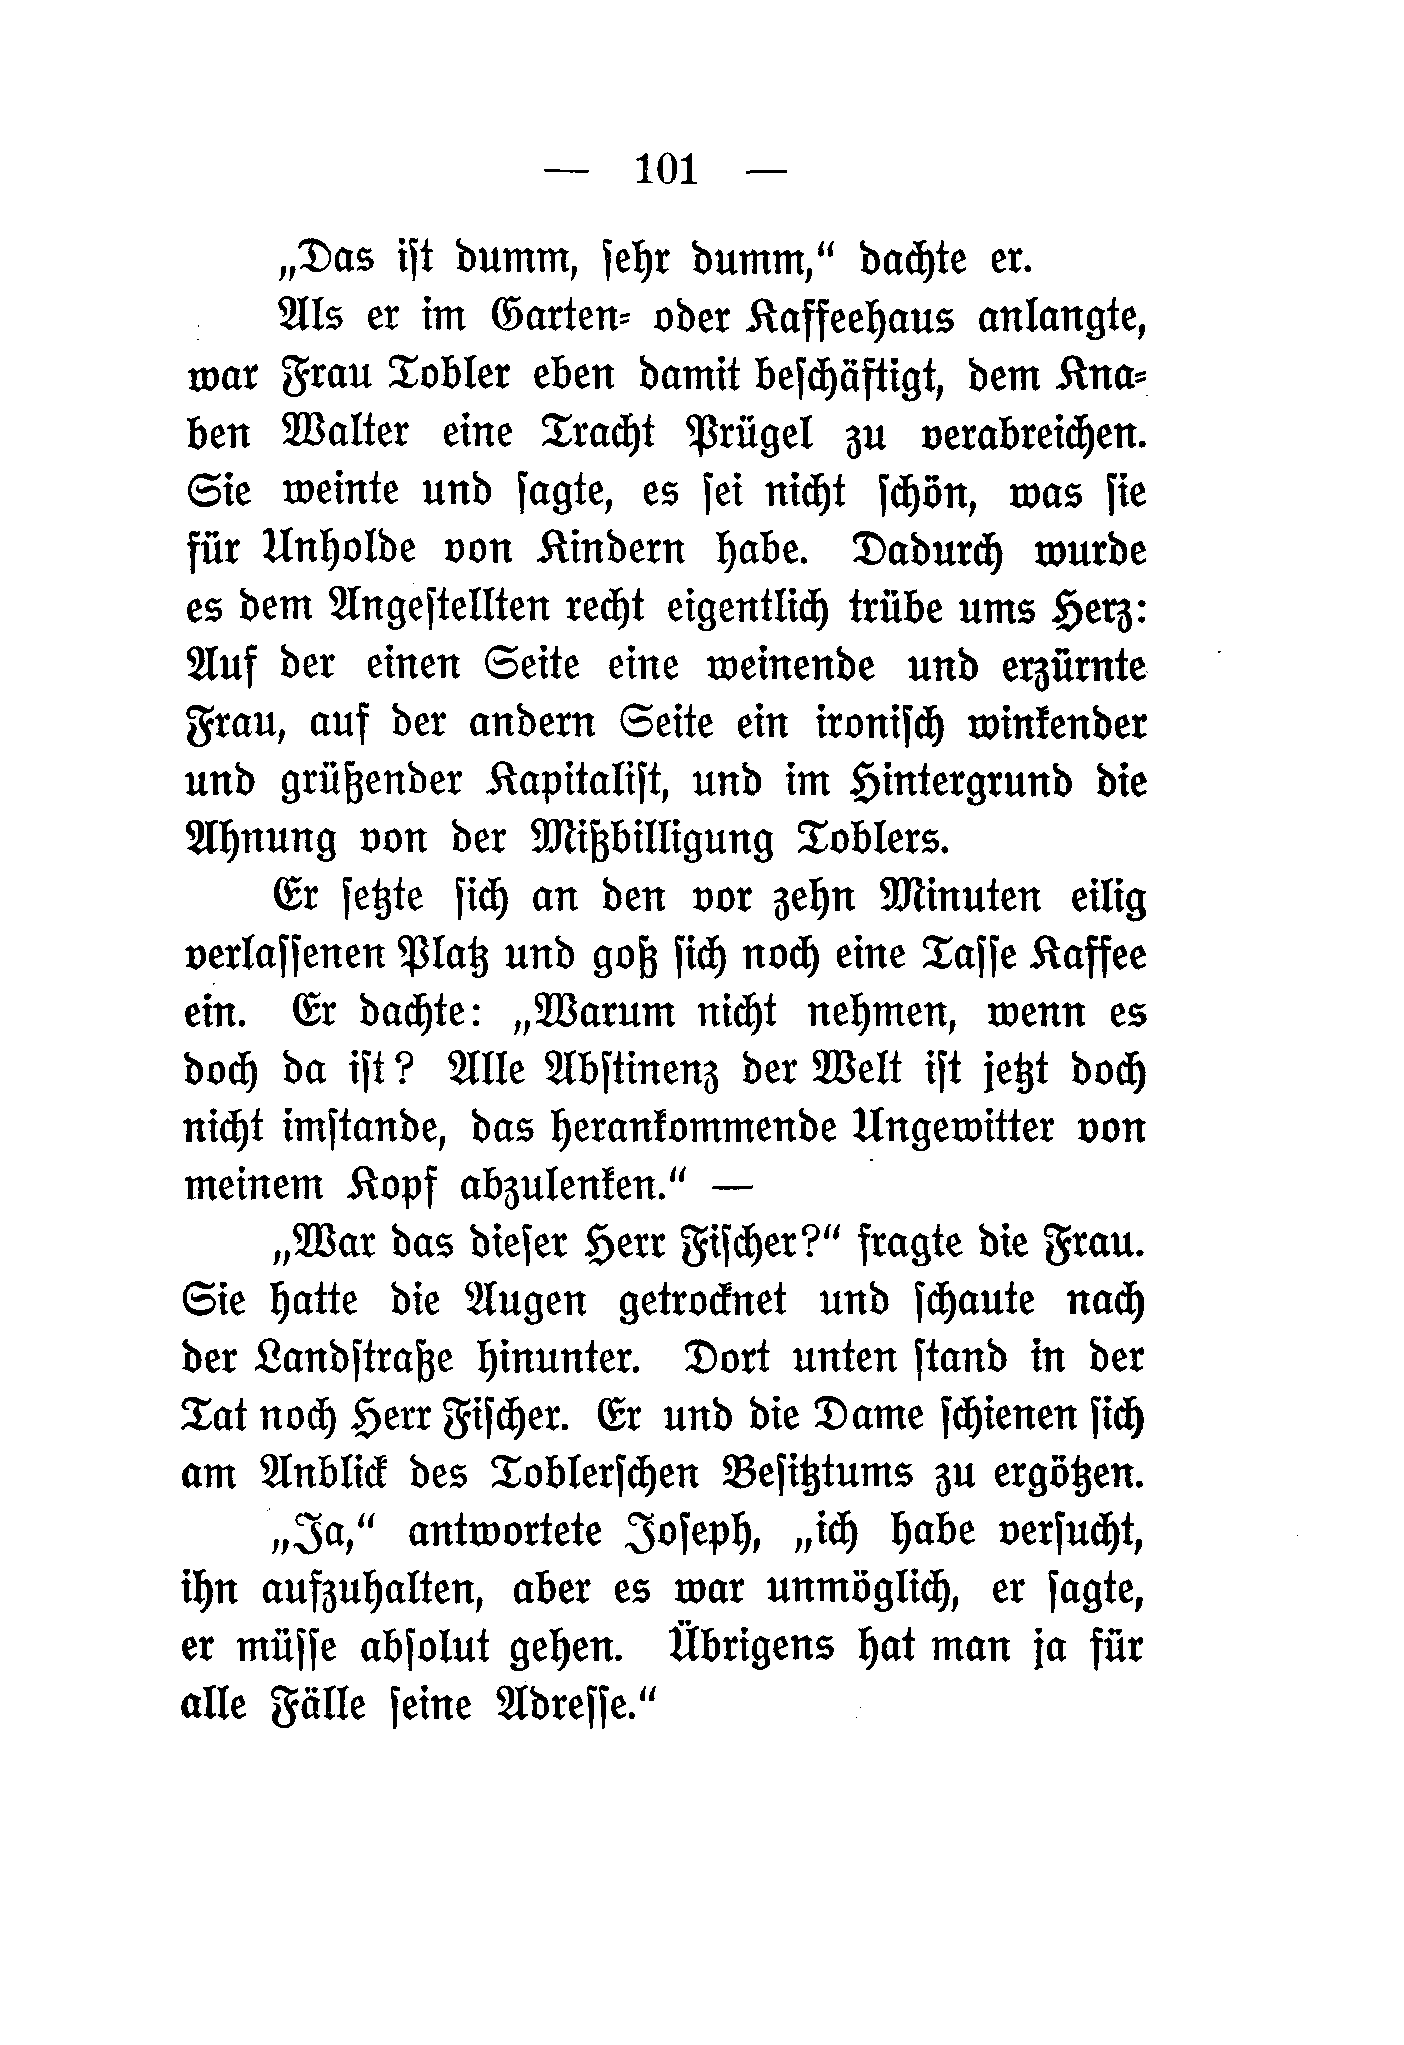 — 101 —
„Das iſt dumm, ſehr dumm,“ dachte er.
Als er im Garten- oder Kaffeehaus anlangte,
war Frau Tobler eben damit beſchäftigt, dem Kna-
ben Walter eine Tracht Prügel zu verabreichen.
Sie weinte und ſagte, es ſei nicht ſchön, was ſie
für Unholde von Kindern habe. Dadurch wurde
es dem Angeſtellten recht eigentlich trübe ums Herz:
Auf der einen Seite eine weinende und erzürnte
Frau, auf der andern Seite ein ironiſch winkender
und grüßender Kapitaliſt, und im Hintergrund die
Ahnung von der Mißbilligung Toblers.
Er ſetzte ſich an den vor zehn Minuten eilig
verlaſſenen Platz und goß ſich noch eine Taſſe Kaffee
ein. Er dachte: „Warum nicht nehmen, wenn es
doch da iſt? Alle Abſtinenz der Welt iſt jetzt doch
nicht imſtande, das herankommende Ungewitter von
meinem Kopf abzulenken.“ —
„War das dieſer Herr Fiſcher?“ fragte die Frau.
Sie hatte die Augen getrocknet und ſchaute nach
der Landſtraße hinunter. Dort unten ſtand in der
Tat noch Herr Fiſcher. Er und die Dame ſchienen ſich
am Anblick des Toblerſchen Beſitztums zu ergötzen.
„Ja,“ antwortete Joſeph, „ich habe verſucht,
ihn aufzuhalten, aber es war unmöglich, er ſagte,
er müſſe abſolut gehen. Übrigens hat man ja für
alle Fälle ſeine Adreſſe.“